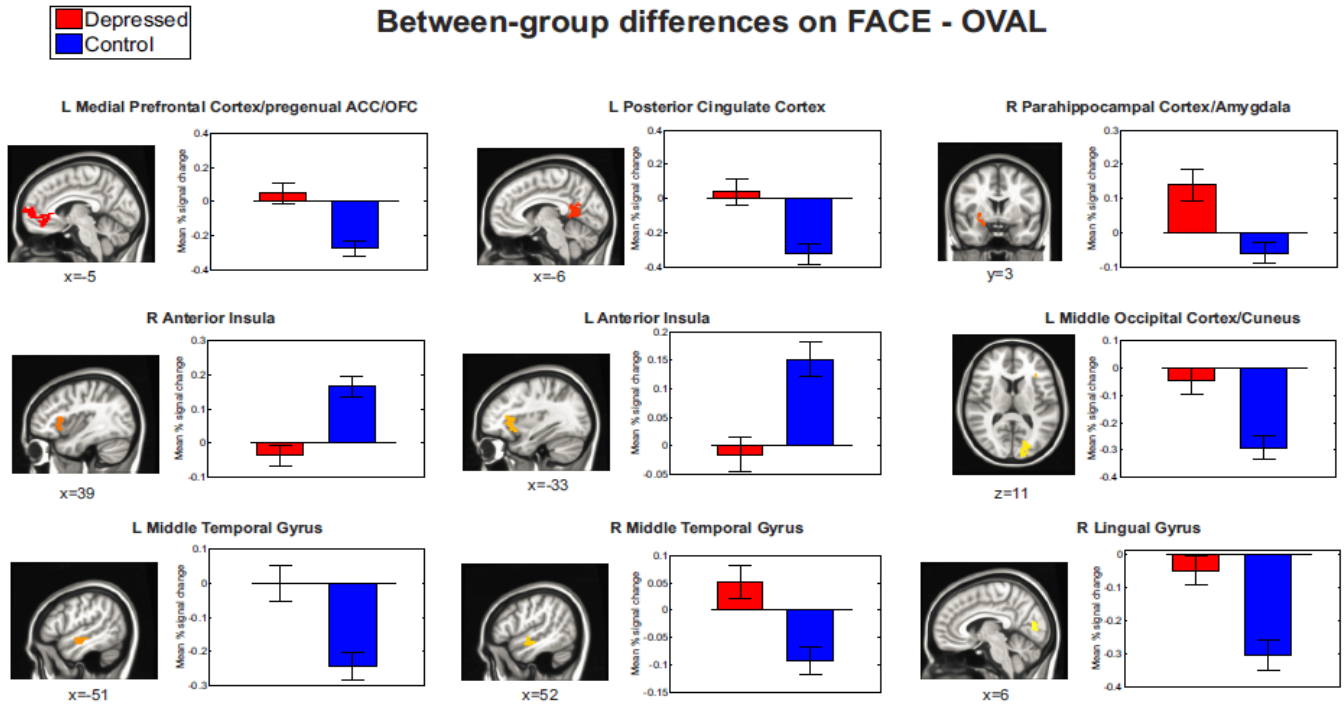 Depressed
Control
Between-group differences on FACE - OVAL
L Medial Prefrontal Cortex/pregenual ACC/OFC
Mean % signal change
0.4
0.2
0
-0.2
-0.4
x=-5
L Posterior Cingulate Cortex
Mean % signal change
0.4
0.2
0
-0.2
-0.4
x=-6
R Parahippocampal Cortex/Amygdala
Mean % signal change
0.3
0.2
0.1
0
-0.1
y=3
R Anterior Insula
Mean % signal change
0.3
0.2
0.1
0
-0.1
x=39
L Anterior Insula
Mean % signal change
0.2
0.15
0.1
0.05
0
-0.05
x=-33
L Middle Occipital Cortex/Cuneus
Mean % signal change
0.1
0
-0.1
-0.2
-0.3
-0.4
z=11
L Middle Temporal Gyrus
Mean % signal change
0.1
0
-0.1
-0.2
-0.3
x=-51
R Middle Temporal Gyrus
Mean % signal change
0.1
0.05
0
-0.05
-0.1
-0.15
x=52
R Lingual Gyrus
Mean % signal change
0
-0.1
-0.2
-0.3
-0.4
x=6